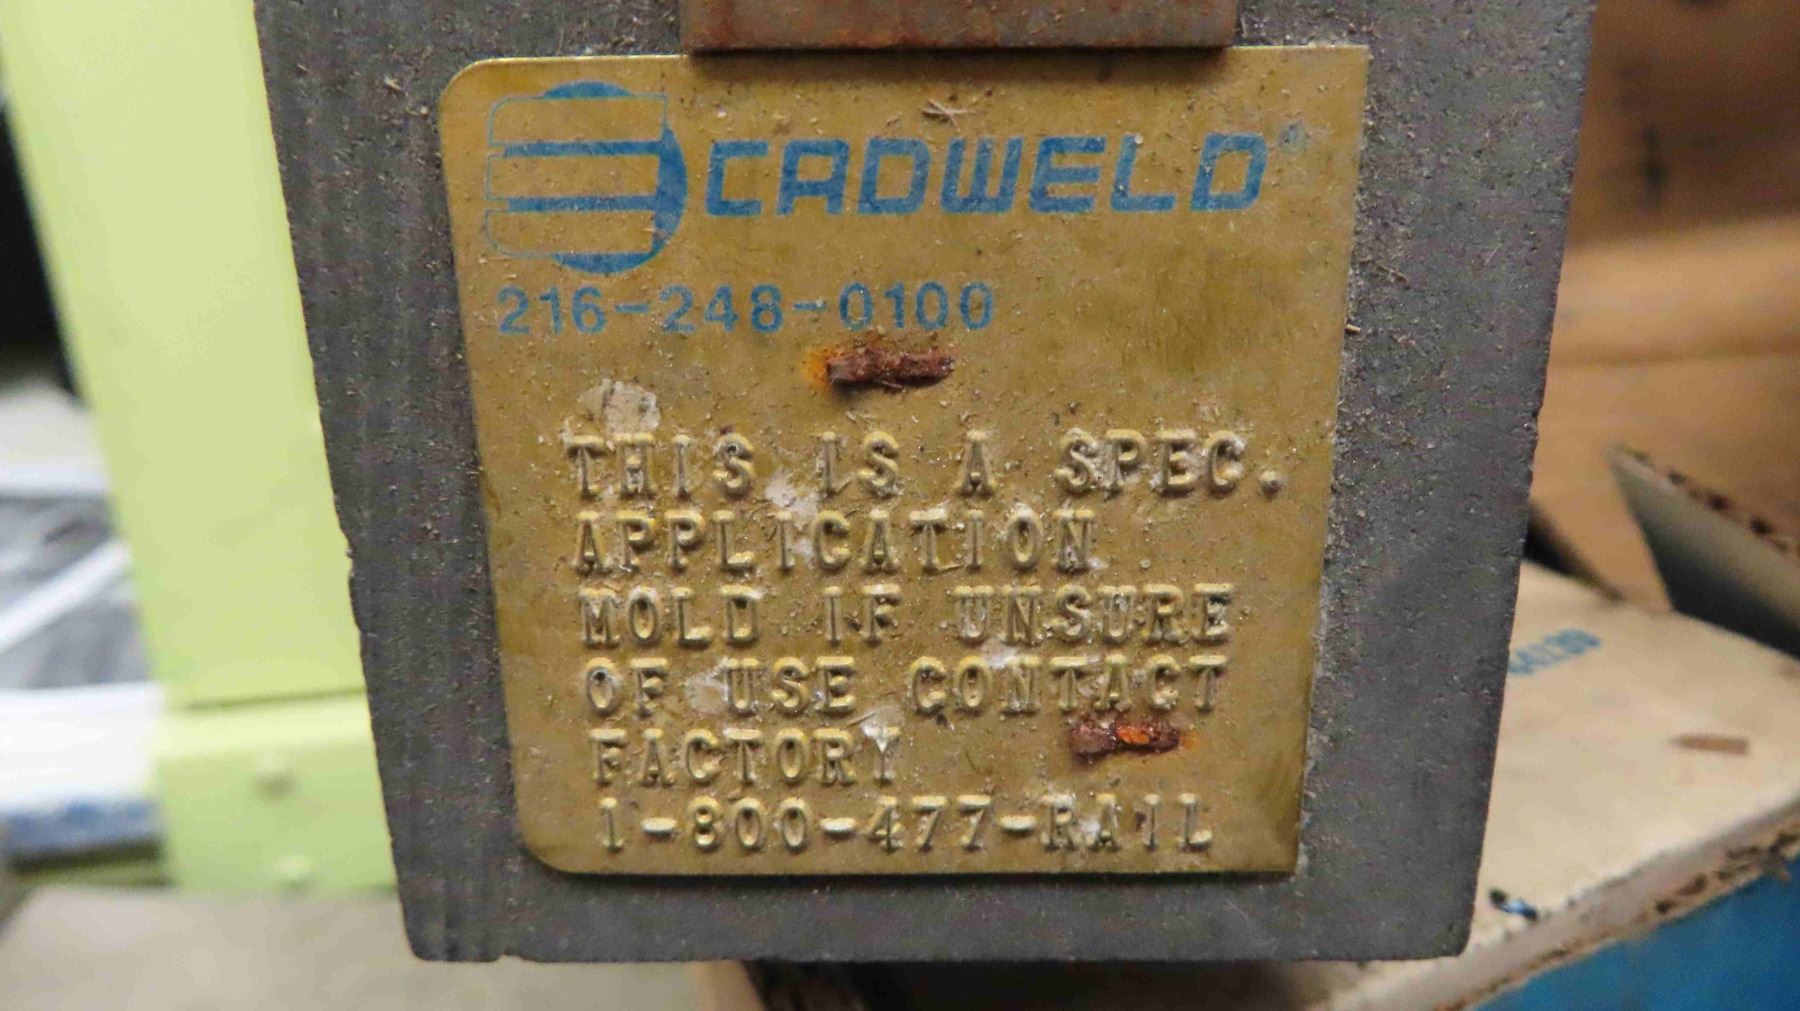 CADWELD®
216-248-0100
THIS IS A SPEC.
APPLICATION
MOLD IF UNSURE
OF USE CONTACT
FACTORY
1-800-477-RAIL